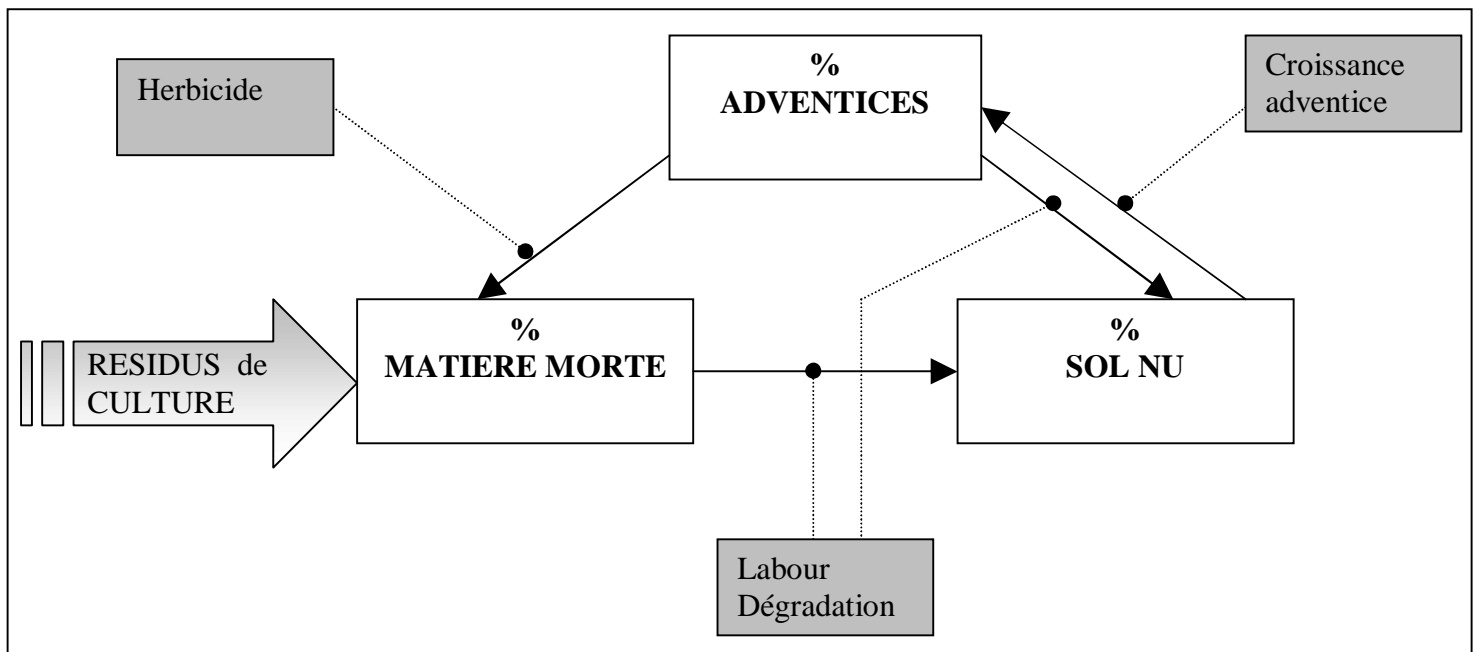 Herbicide
%
ADVENTICES
Croissance
adventice
RESIDUS de
CULTURE
%
MATIERE MORTE
%
SOL NU
Labour
Dégradation